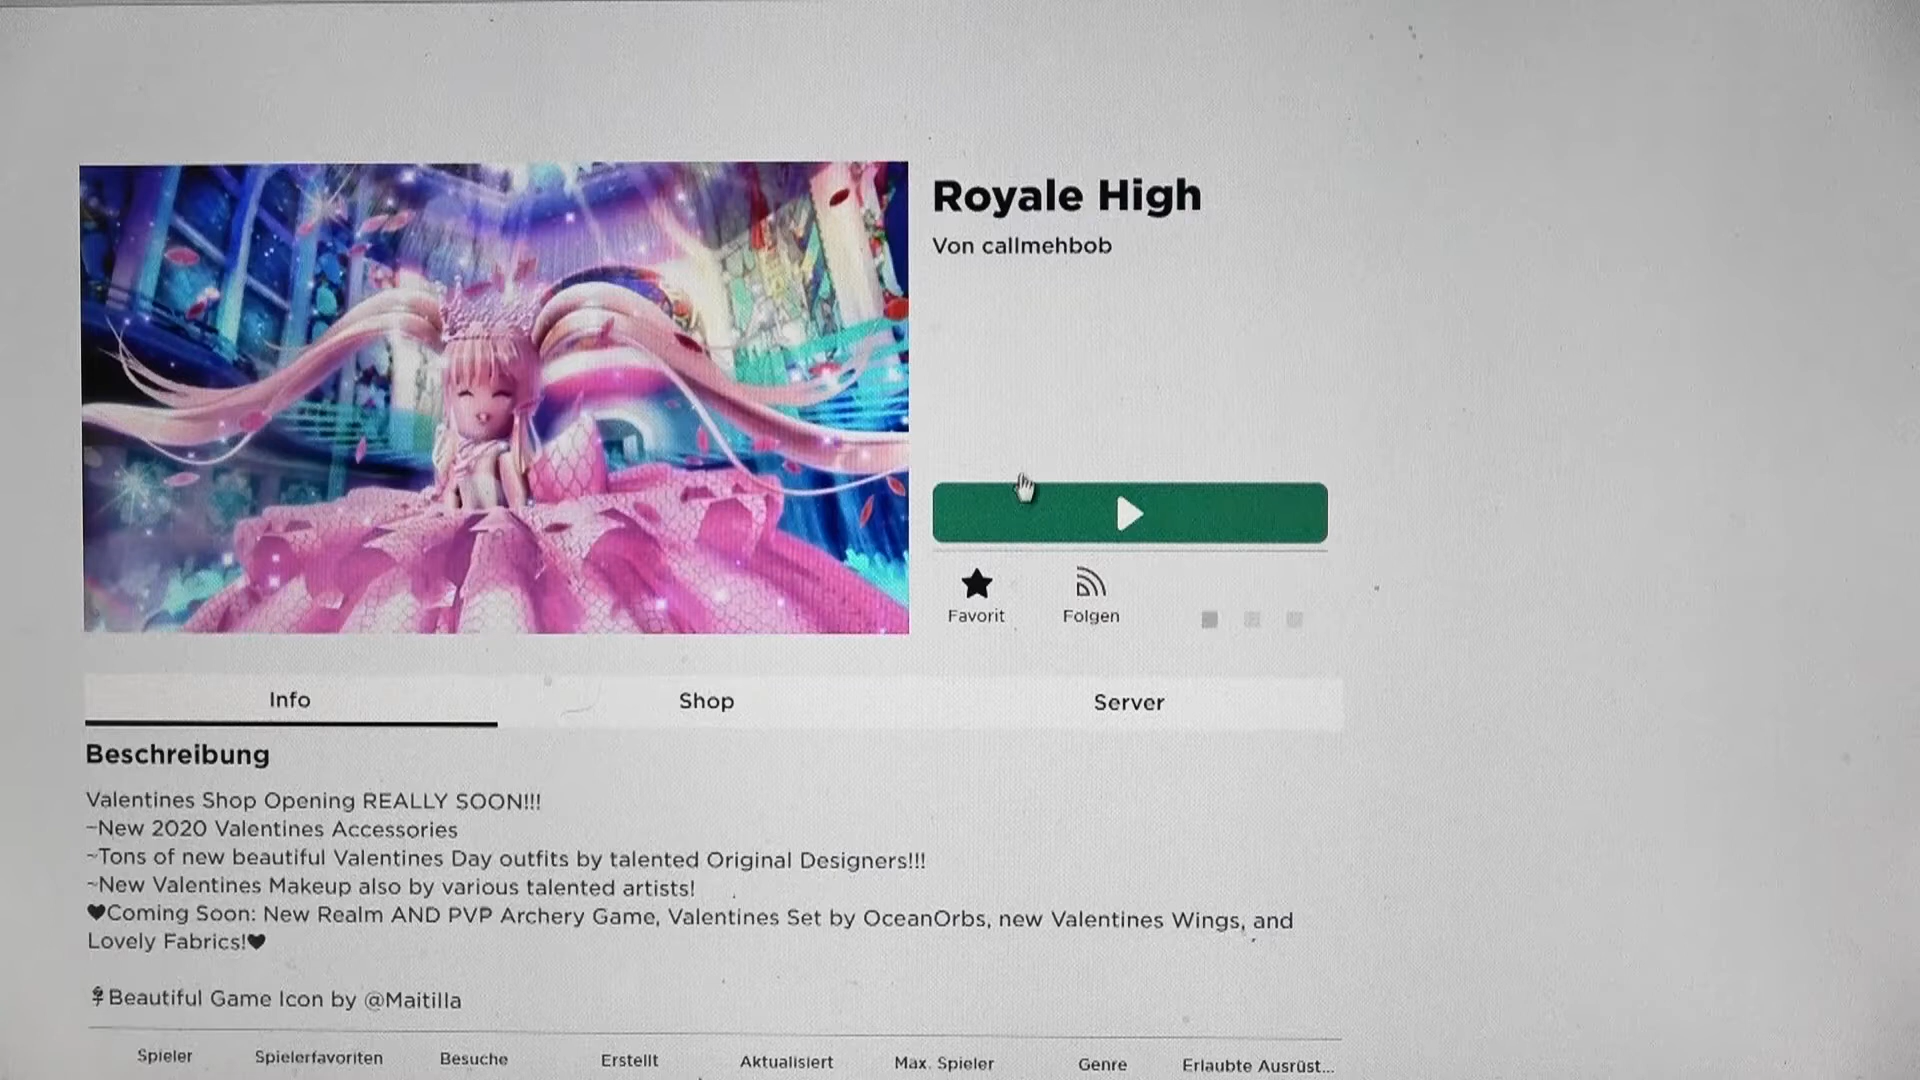 Royale High
Von callmehbob
Favorit
Folgen
Info
Shop
Server
Beschreibung
Valentines Shop Opening REALLY SOON!!!
~New 2020 Valentines Accessories
~Tons of new beautiful Valentines Day outfits by talented Original Designers!!!
~New Valentines Makeup also by various talented artists!
♥Coming Soon: New Realm AND PVP Archery Game, Valentines Set by OceanOrbs, new Valentines Wings, and
Lovely Fabrics!♥
⚘Beautiful Game Icon by @Maitilla
Spieler
Spielerfavoriten
Besuche
Erstellt
Aktualisiert
Max. Spieler
Genre
Erlaubte Ausrüst...